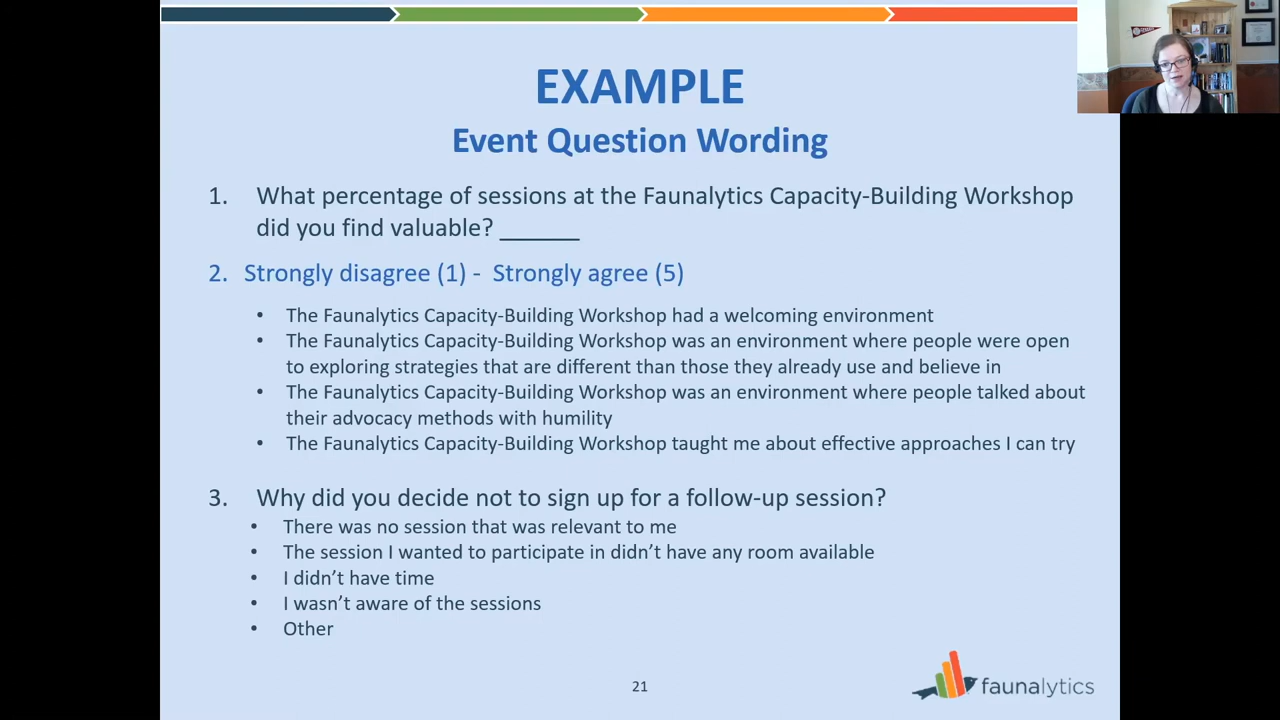 EXAMPLE
Event Question Wording
1. What percentage of sessions at the Faunalytics Capacity-Building Workshop
did you find valuable? ______
2. Strongly disagree (1) - Strongly agree (5)
• The Faunalytics Capacity-Building Workshop had a welcoming environment
• The Faunalytics Capacity-Building Workshop was an environment where people were open
to exploring strategies that are different than those they already use and believe in
• The Faunalytics Capacity-Building Workshop was an environment where people talked about
their advocacy methods with humility
• The Faunalytics Capacity-Building Workshop taught me about effective approaches I can try
3. Why did you decide not to sign up for a follow-up session?
• There was no session that was relevant to me
• The session I wanted to participate in didn’t have any room available
• I didn’t have time
• I wasn’t aware of the sessions
• Other
21
faunalytics